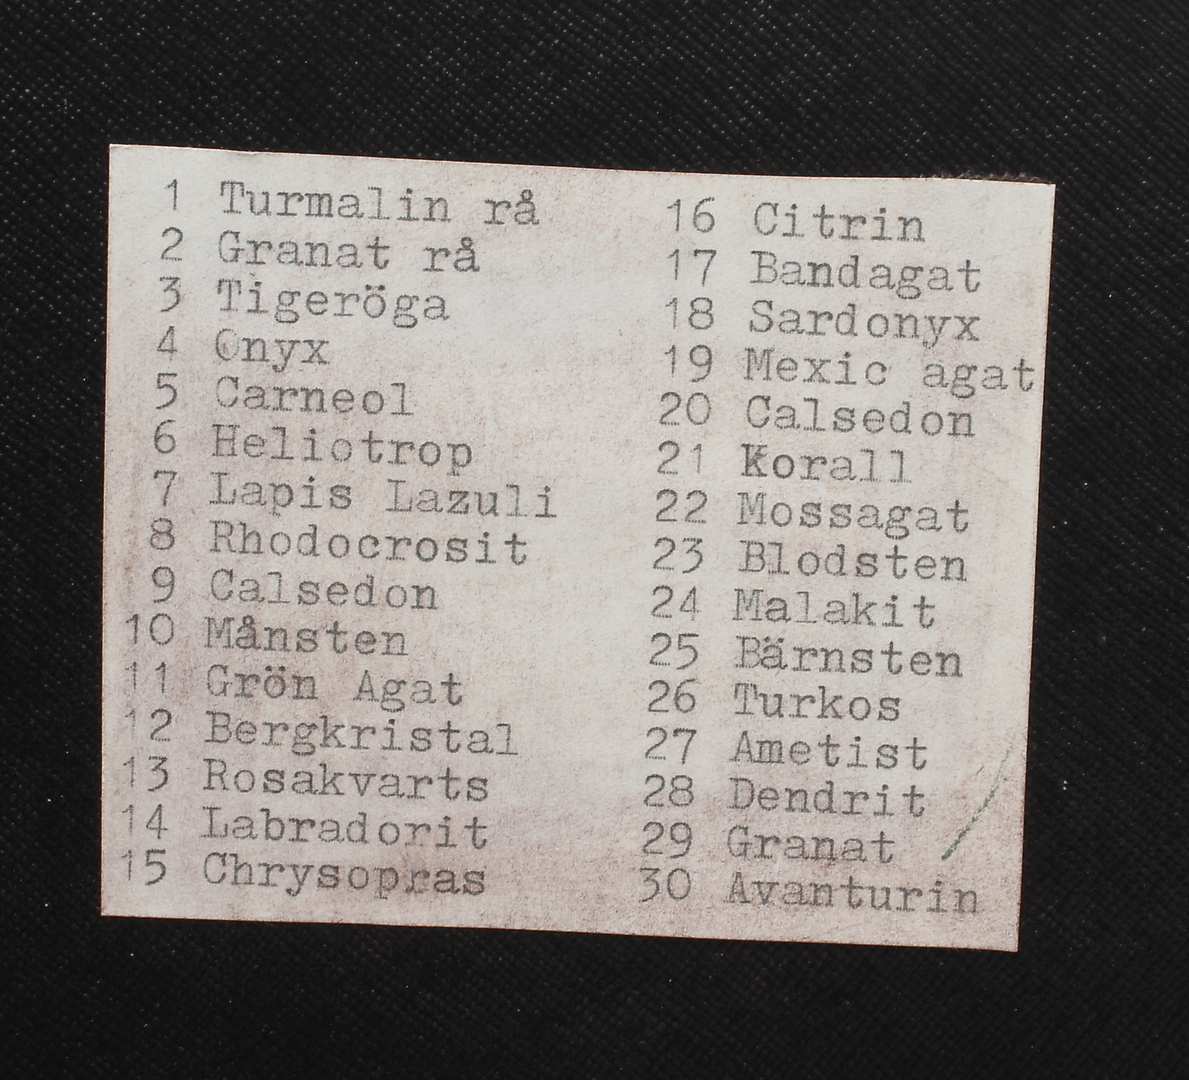 1 Turmalin rå
2 Granat rå
3 Tigeröga
4 Onyx
5 Carneol
6 Heliotrop
7 Lapis Lazuli
8 Rhodocrosit
9 Calsedon
10 Månsten
11 Grön Agat
12 Bergkristal
13 Rosakvarts
14 Labradorit
15 Chrysopras
16 Citrin
17 Bandagat
18 Sardonyx
19 Mexic agat
20 Calsedon
21 Korall
22 Mossagat
23 Blodsten
24 Malakit
25 Bärnsten
26 Turkos
27 Ametist
28 Dendrit
29 Granat
30 Avanturin